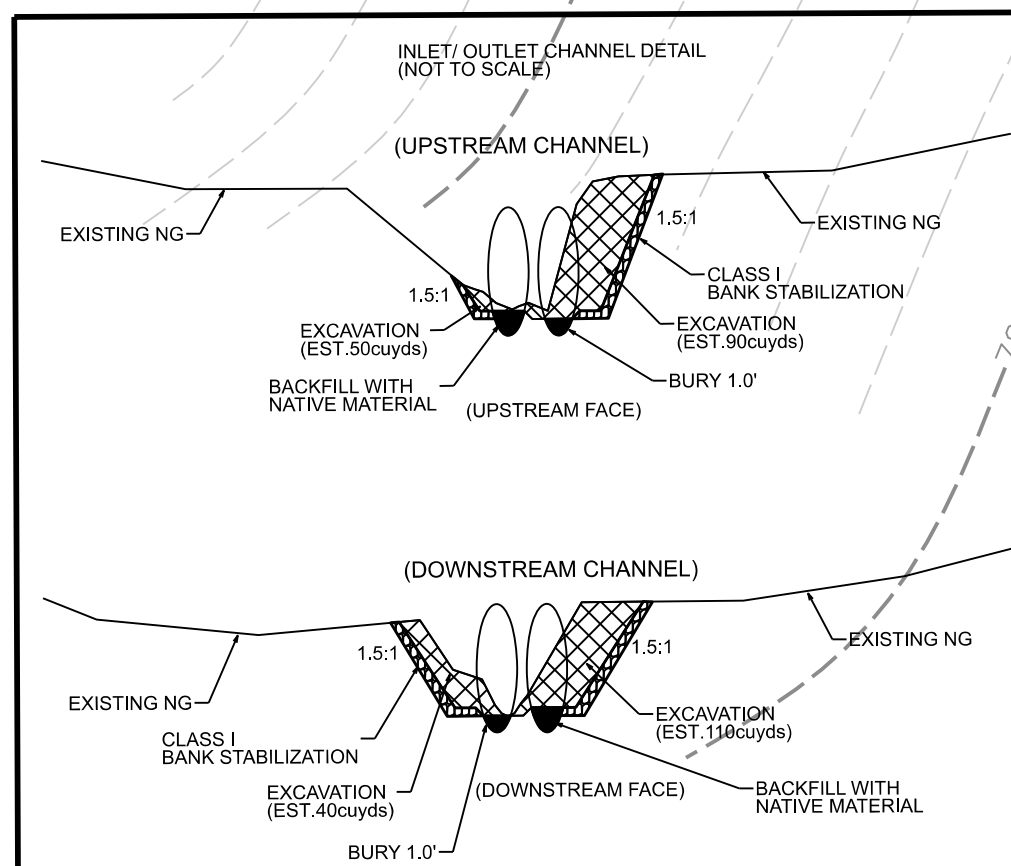 INLET/ OUTLET CHANNEL DETAIL
(NOT TO SCALE)
(UPSTREAM CHANNEL)
EXISTING NG
1.5:1
EXISTING NG
CLASS I
BANK STABILIZATION
1.5:1
EXCAVATION
(EST.50cuyds)
EXCAVATION
(EST.90cuyds)
BACKFILL WITH
NATIVE MATERIAL
BURY 1.0'
(UPSTREAM FACE)
(DOWNSTREAM CHANNEL)
EXISTING NG
1.5:1
1.5:1
EXISTING NG
CLASS I
BANK STABILIZATION
EXCAVATION
(EST.110cuyds)
EXCAVATION
(EST.40cuyds)
(DOWNSTREAM FACE)
BACKFILL WITH
NATIVE MATERIAL
BURY 1.0'